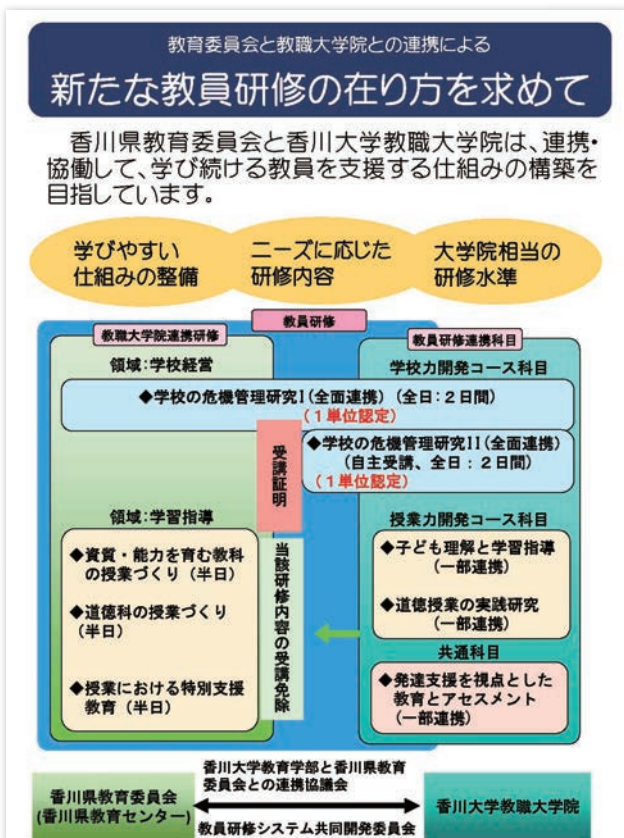 教育委員会と教職大学院との連携による
新たな教員研修の在り方を求めて
香川県教育委員会と香川大学教職大学院は、連携・
協働して、学び続ける教員を支援する仕組みの構築を
目指しています。
学びやすい
仕組みの整備
ニーズに応じた
研修内容
大学院相当の
研修水準
教員研修
教職大学院連携研修
教員研修連携科目
領域：学校経営
学校力開発コース科目
◆学校の危機管理研究I(全面連携)（全日：２日間）
（１単位認定）
◆学校の危機管理研究II(全面連携)
（自主受講、全日：２日間）
（１単位認定）
受講証明
領域：学習指導
授業力開発コース科目
◆資質・能力を育む教科
の授業づくり（半日）
◆道徳科の授業づくり
（半日）
◆授業における特別支援
教育（半日）
当該研修内容の受講免除
◆子ども理解と学習指導
（一部連携）
◆道徳授業の実践研究
（一部連携）
共通科目
◆発達支援を視点とした
教育とアセスメント
（一部連携）
香川県教育委員会
(香川県教育センター)
香川大学教育学部と香川県教育
委員会との連携協議会
教員研修システム共同開発委員会
香川大学教職大学院